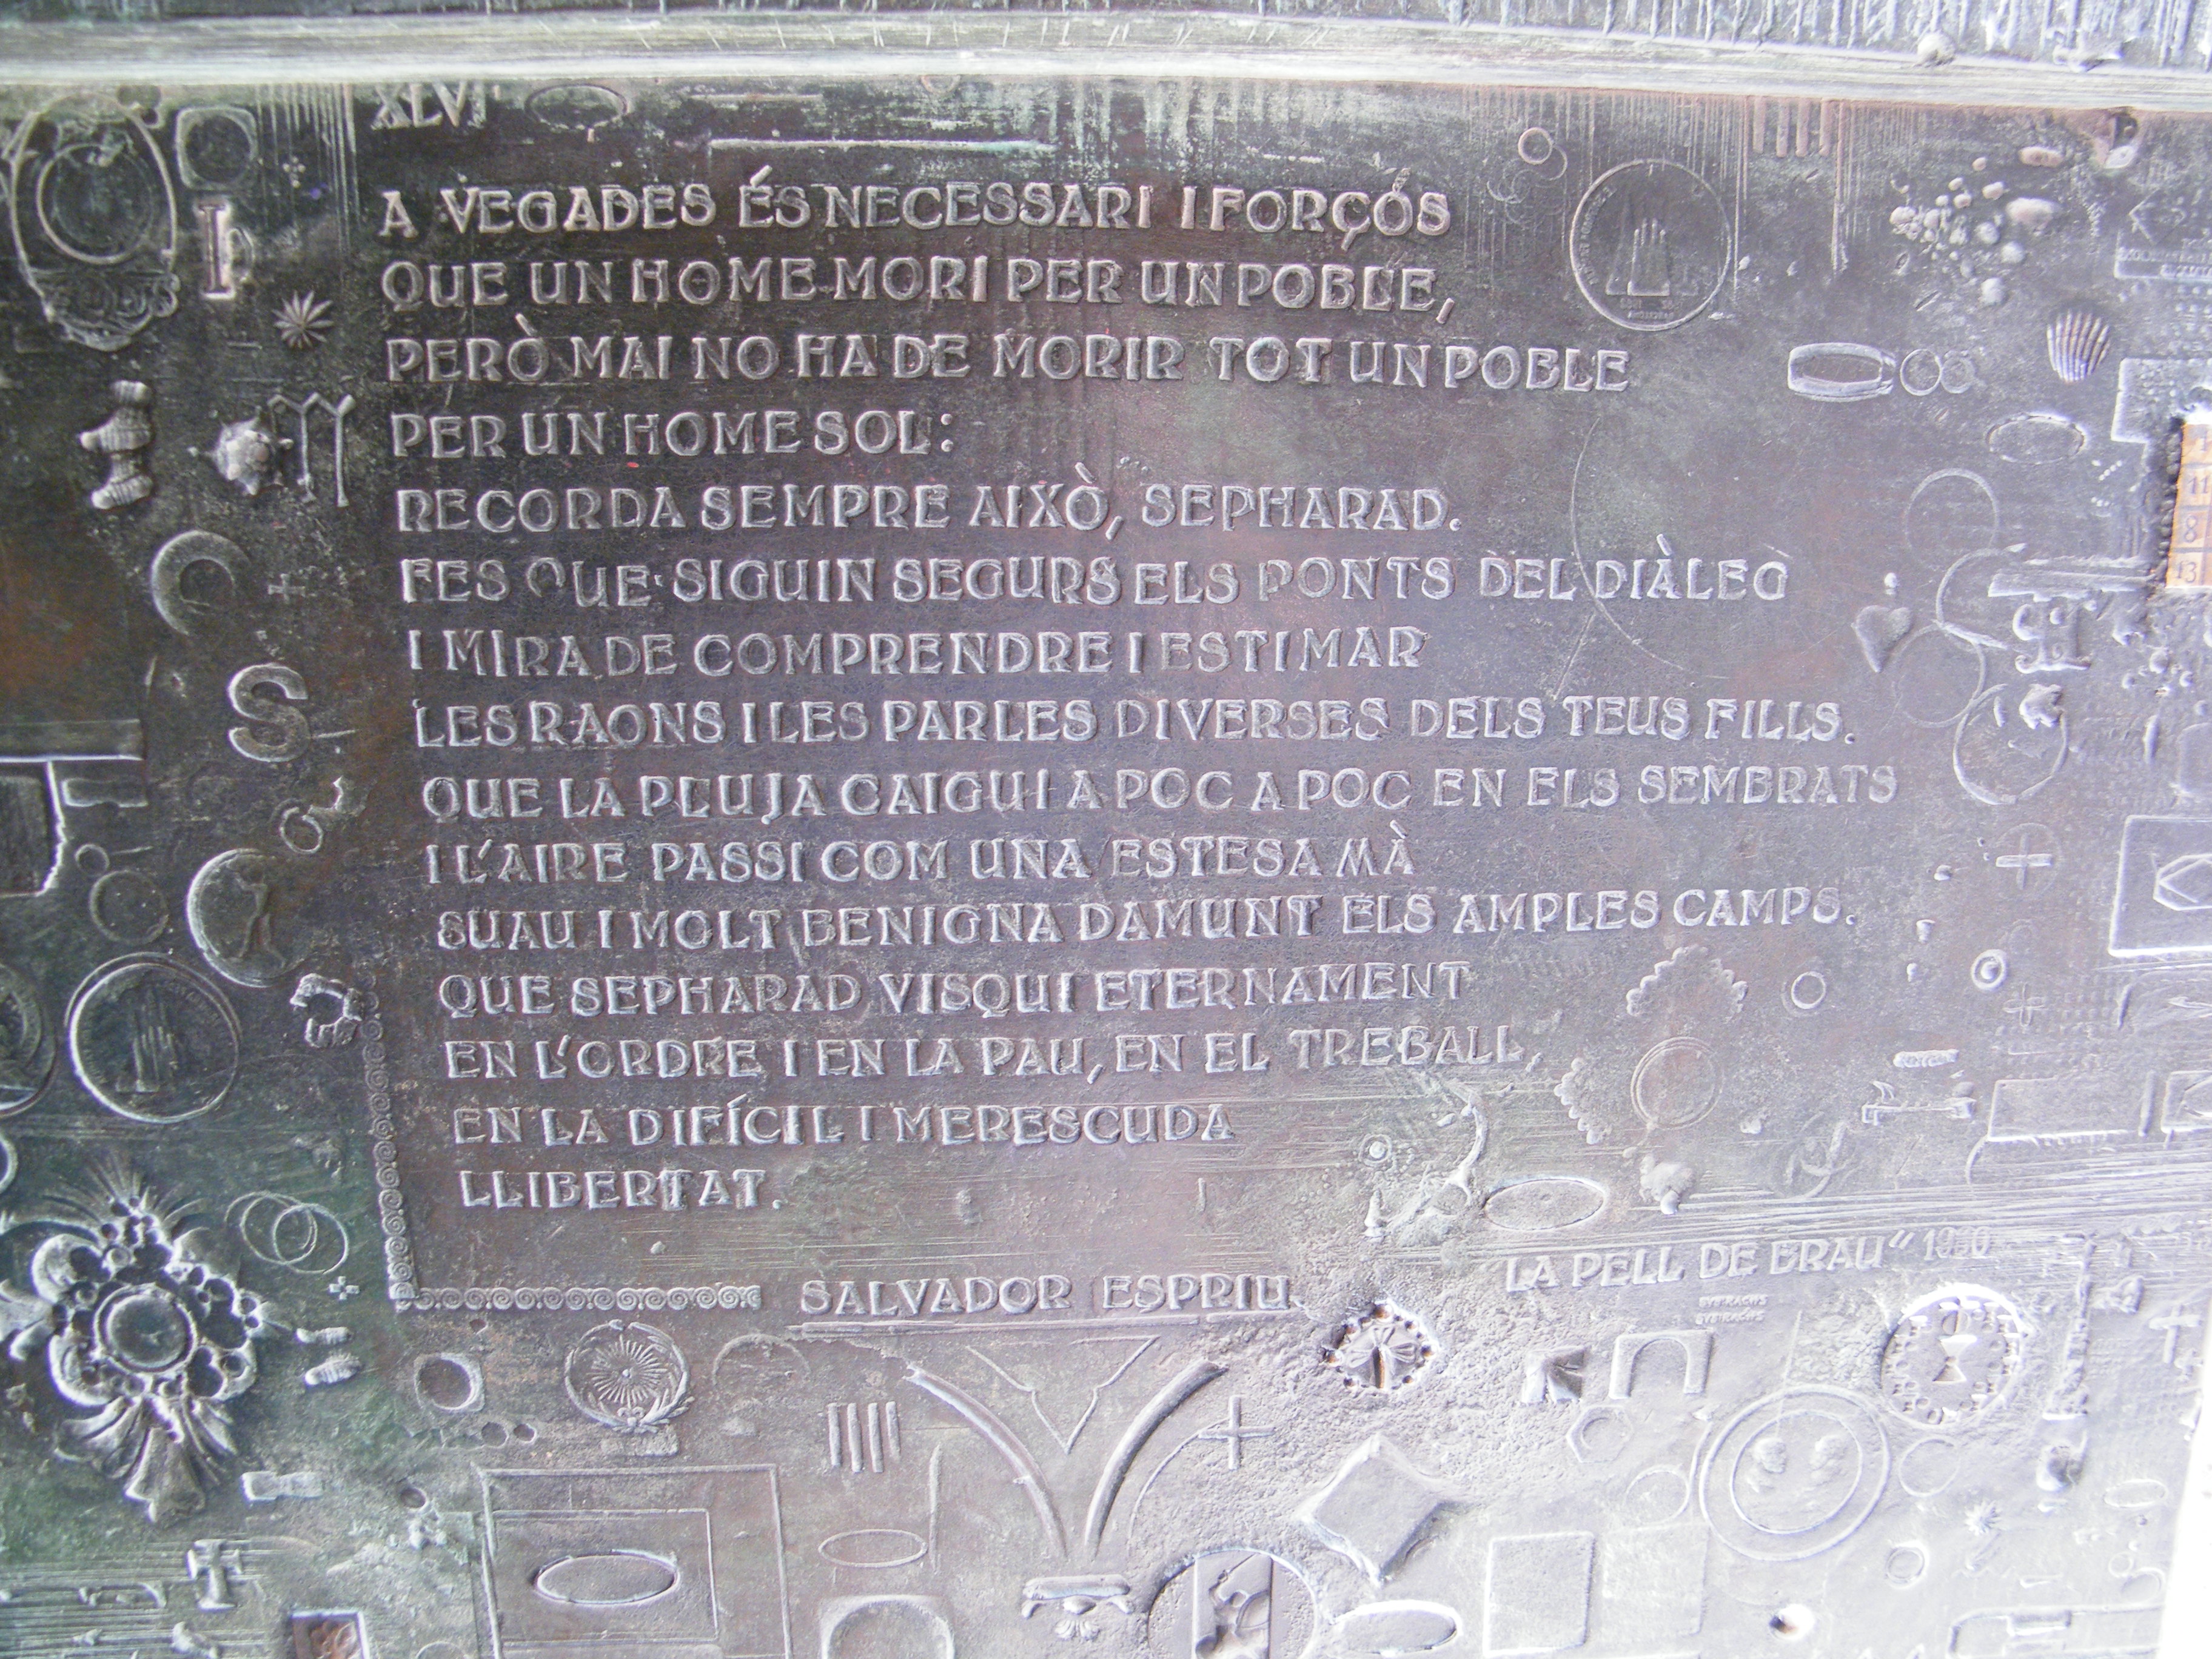 XLVI
A VEGADES ÉS NECESSARI I FORÇÓS
QUE UN HOME MORI PER UN POBLE,
PERÒ MAI NO HA DE MORIR TOT UN POBLE
PER UN HOME SOL:
RECORDA SEMPRE AIXÒ, SEPHARAD.
FES QUE SIGUIN SEGURS ELS PONTS DEL DIÀLEG
I MIRA DE COMPRENDRE I ESTIMAR
LES RAONS I LES PARLES DIVERSES DELS TEUS FILLS.
QUE LA PLUJA CAIGUI A POC A POC EN ELS SEMBRATS
I L'AIRE PASSI COM UNA ESTESA MÀ
SUAU I MOLT BENIGNA DAMUNT ELS AMPLES CAMPS.
QUE SEPHARAD VISQUI ETERNAMENT
EN L'ORDRE I EN LA PAU, EN EL TREBALL,
EN LA DIFÍCIL I MERESCUDA
LLIBERTAT.
SALVADOR ESPRIU
LA PELL DE BRAU" 1960
S
11
8
13